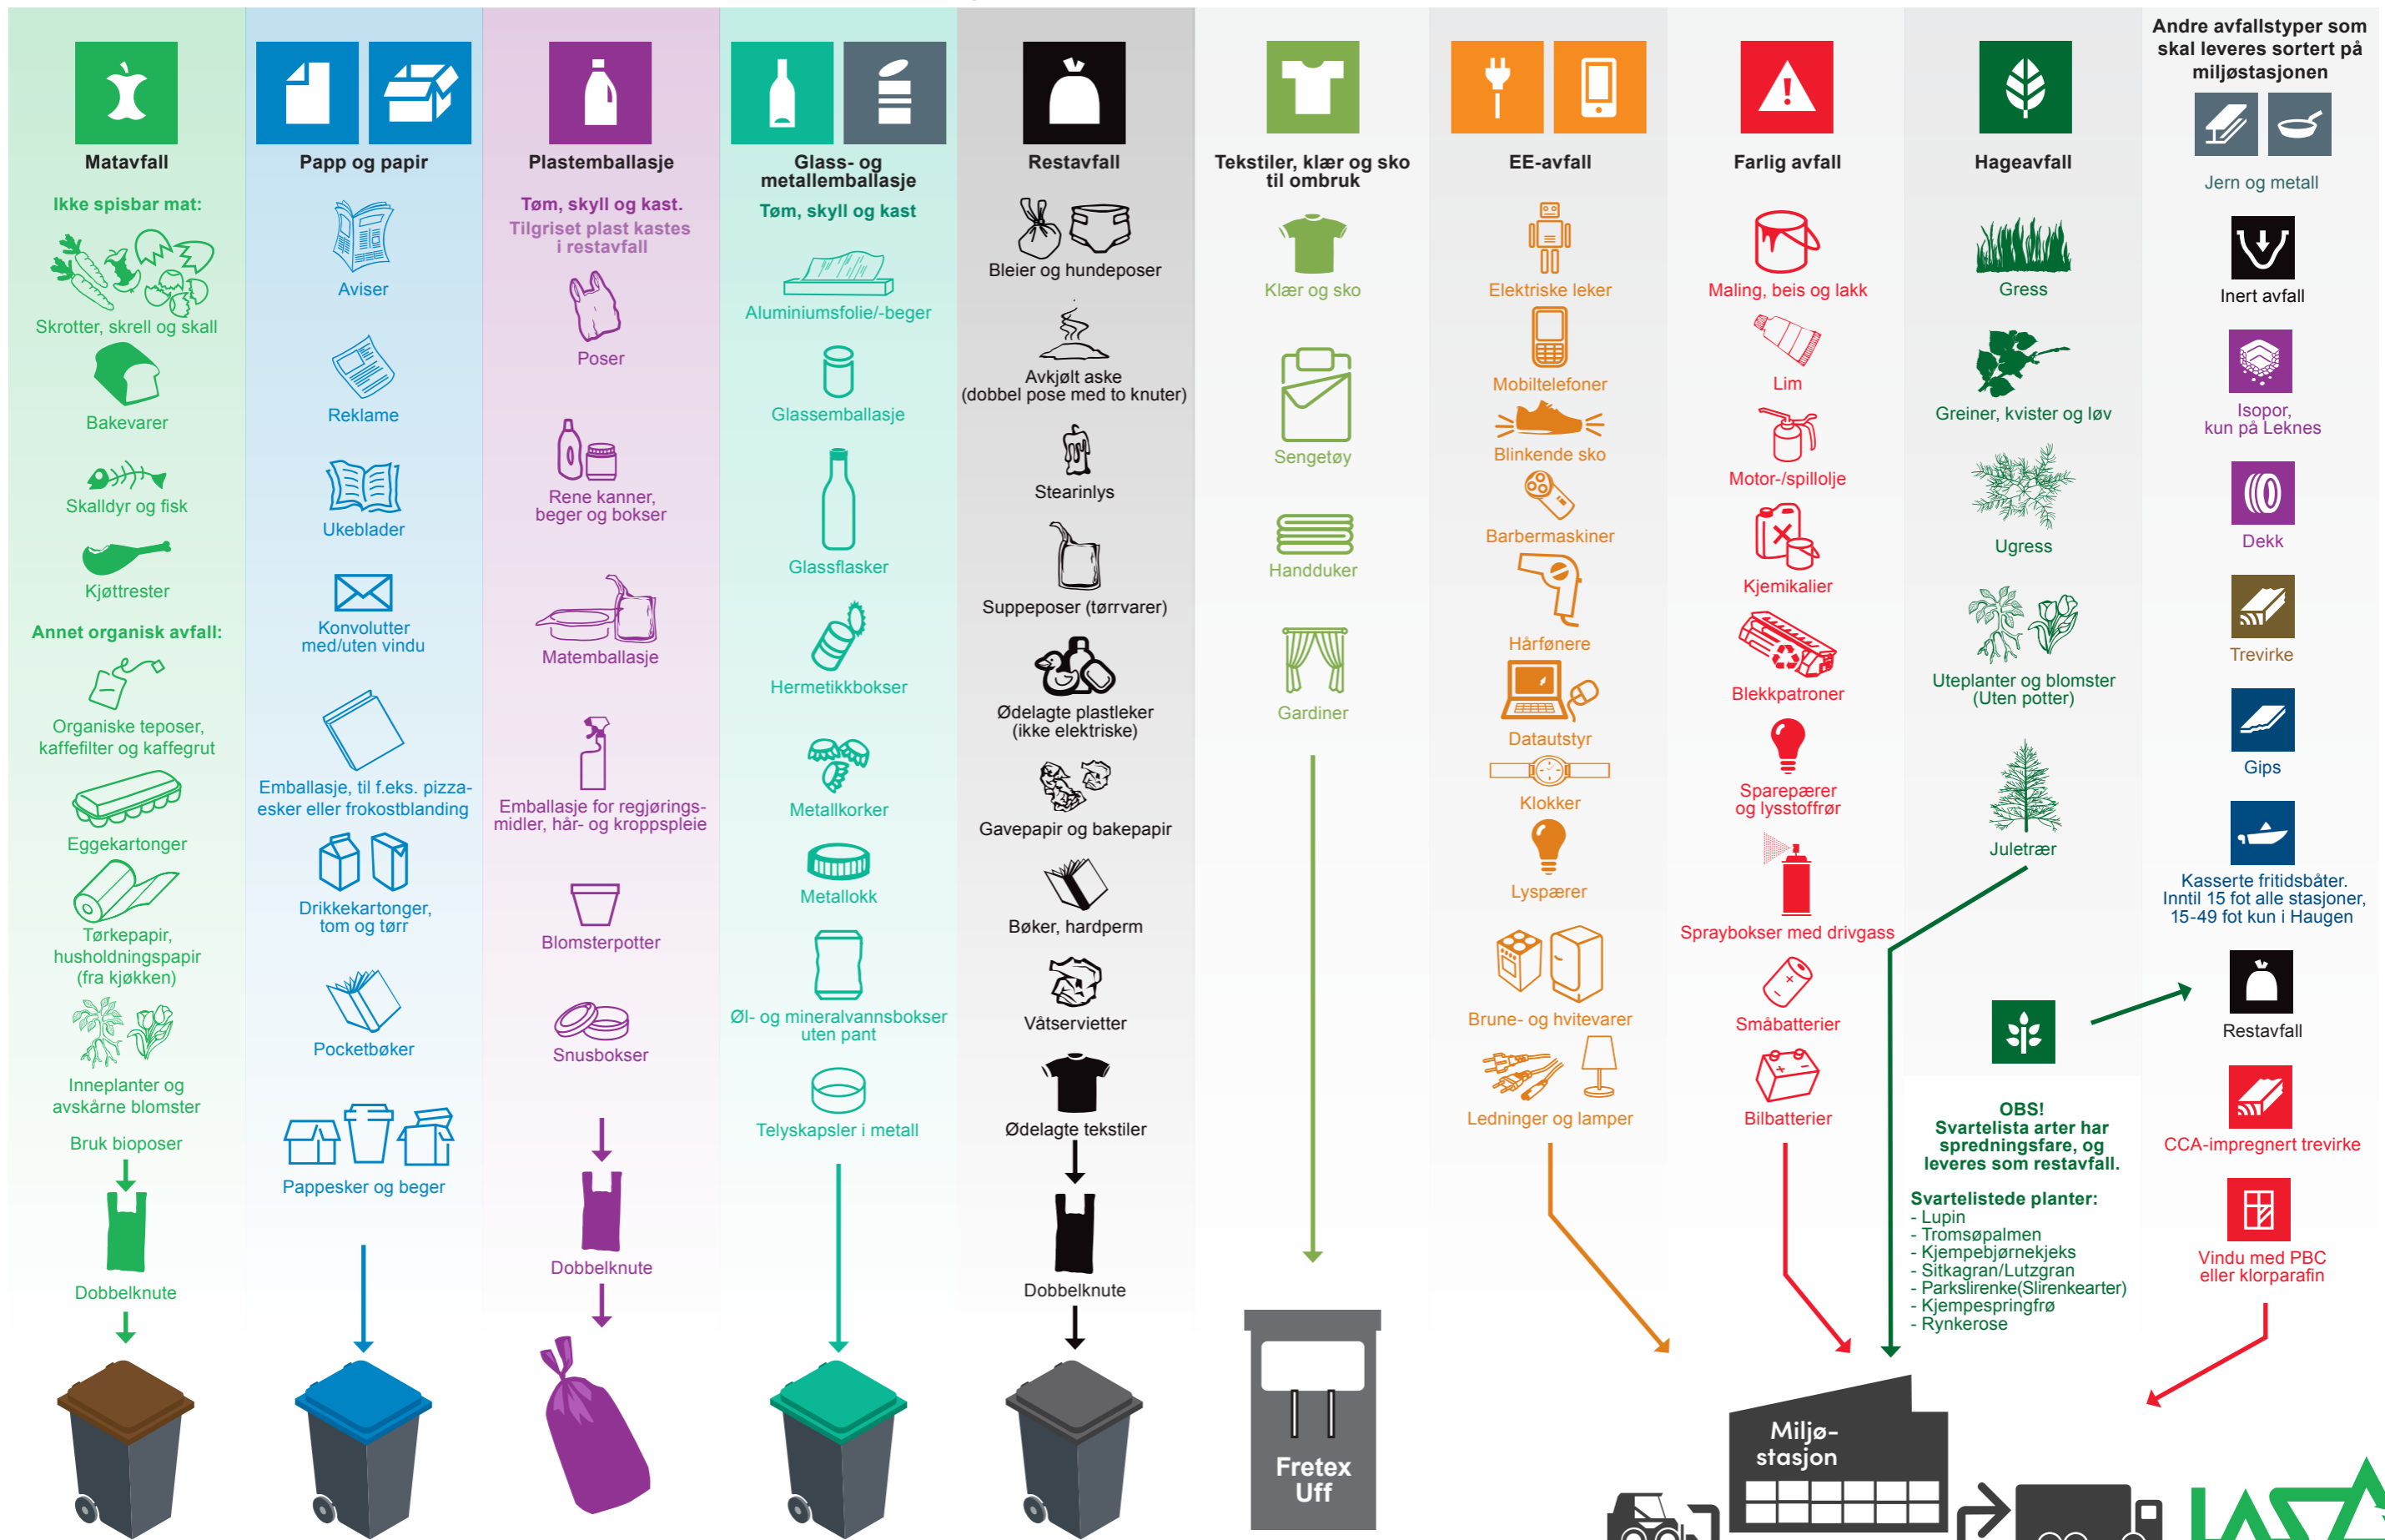 Matavfall
Ikke spisbar mat:
Skrotter, skrell og skall
Bakevarer
Skalldyr og fisk
Kjøttrester
Annet organisk avfall:
Organiske teposer,
kaffefilter og kaffegrut
Eggekartonger
Tørkepapir,
husholdningspapir
(fra kjøkken)
Inneplanter og
avskårne blomster
Bruk bioposer
Dobbelknute
Papp og papir
Aviser
Reklame
Ukeblader
Konvolutter
med/uten vindu
Emballasje, til f.eks. pizza-
esker eller frokostblanding
Drikkekartonger,
tom og tørr
Pocketbøker
Pappesker og beger
Plastemballasje
Tøm, skyll og kast.
Tilgriset plast kastes
i restavfall
Poser
Rene kanner,
beger og bokser
Matemballasje
Emballasje for regjørings-
midler, hår- og kroppspleie
Blomsterpotter
Snusbokser
Dobbelknute
Glass- og
metallemballasje
Tøm, skyll og kast
Aluminiumsfolie/-beger
Glassemballasje
Glassflasker
Hermetikkbokser
Metallkorker
Metallokk
Øl- og mineralvannsbokser
uten pant
Telyskapsler i metall
Restavfall
Bleier og hundeposer
Avkjølt aske
(dobbel pose med to knuter)
Stearinlys
Suppeposer (tørrvarer)
Ødelagte plastleker
(ikke elektriske)
Gavepapir og bakepapir
Bøker, hardperm
Våtservietter
Ødelagte tekstiler
Dobbelknute
Tekstiler, klær og sko
til ombruk
Klær og sko
Sengetøy
Handduker
Gardiner
Fretex
Uff
EE-avfall
Elektriske leker
Mobiltelefoner
Blinkende sko
Barbermaskiner
Hårfønere
Datautstyr
Klokker
Lyspærer
Brune- og hvitevarer
Ledninger og lamper
Farlig avfall
Maling, beis og lakk
Lim
Motor-/spillolje
Kjemikalier
Blekkpatroner
Sparepærer
og lysstoffrør
Spraybokser med drivgass
Småbatterier
Bilbatterier
Hageavfall
Gress
Greiner, kvister og løv
Ugress
Uteplanter og blomster
(Uten potter)
Juletrær
OBS!
Svartelista arter har
spredningsfare, og
leveres som restavfall.
Svartelistede planter:
- Lupin
- Tromsøpalmen
- Kjempebjørnekjeks
- Sitkagran/Lutzgran
- Parkslirenke(Slirenkearter)
- Kjempespringfrø
- Rynkerose
Andre avfallstyper som
skal leveres sortert på
miljøstasjonen
Jern og metall
Inert avfall
Isopor,
kun på Leknes
Dekk
Trevirke
Gips
Kasserte fritidsbåter.
Inntil 15 fot alle stasjoner,
15-49 fot kun i Haugen
Restavfall
CCA-impregnert trevirke
Vindu med PBC
eller klorparafin
Miljø-
stasjon